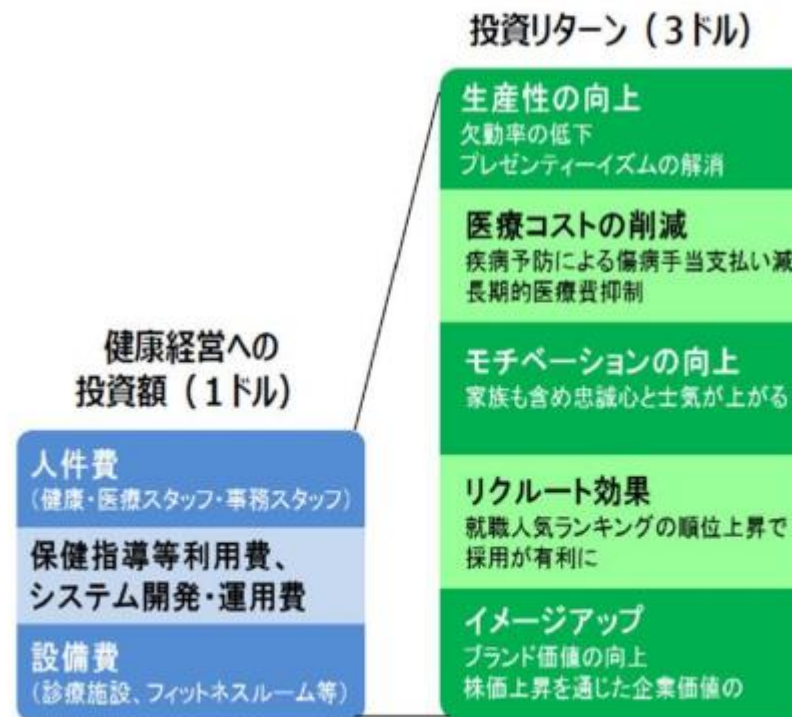 投資リターン（3ドル）
生産性の向上
欠勤率の低下
プレゼンティーイズムの解消
医療コストの削減
疾病予防による傷病手当支払い減
長期的医療費抑制
モチベーションの向上
家族も含め忠誠心と士気が上がる
リクルート効果
就職人気ランキングの順位上昇で
採用が有利に
イメージアップ
ブランド価値の向上
株価上昇を通じた企業価値の
健康経営への
投資額（1ドル）
人件費
（健康・医療スタッフ・事務スタッフ）
保健指導等利用費、
システム開発・運用費
設備費
（診療施設、フィットネスルーム等）